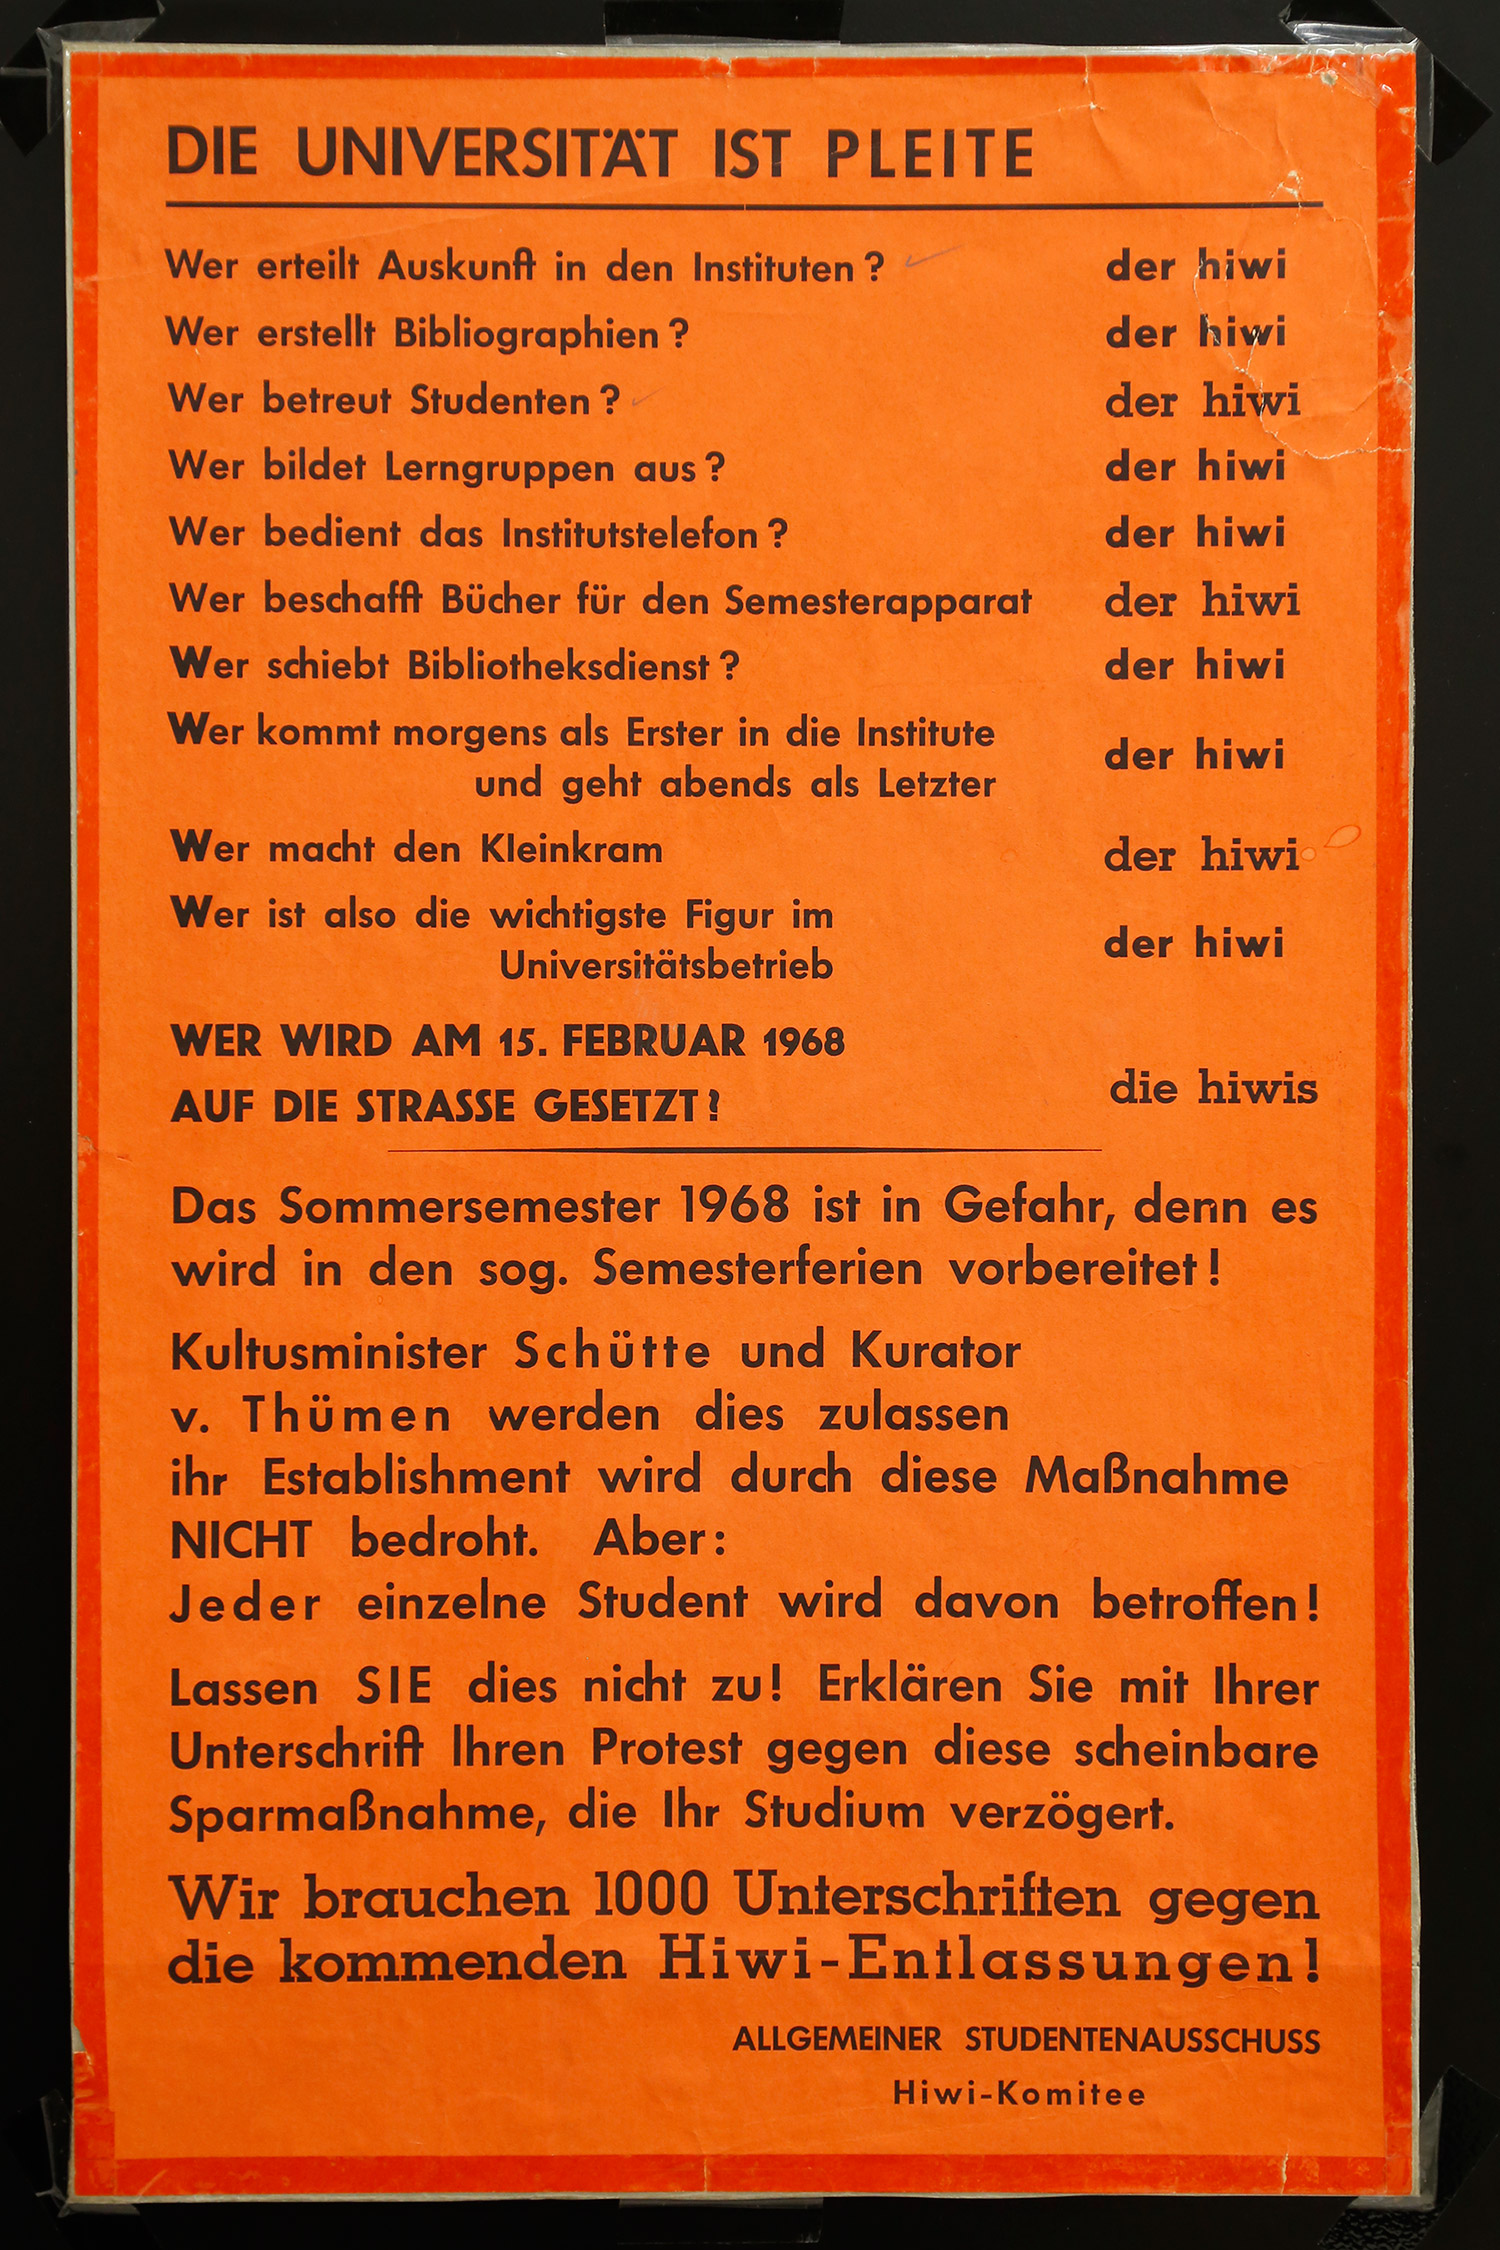 DIE UNIVERSITÄT IST PLEITE
Wer erteilt Auskunft in den Instituten? der hiwi
Wer erstellt Bibliographien? der hiwi
Wer betreut Studenten? der hiwi
Wer bildet Lerngruppen aus? der hiwi
Wer bedient das Institutstelefon? der hiwi
Wer beschafft Bücher für den Semesterapparat der hiwi
Wer schiebt Bibliotheksdienst? der hiwi
Wer kommt morgens als Erster in die Institute
und geht abends als Letzter der hiwi
Wer macht den Kleinkram der hiwi
Wer ist also die wichtigste Figur im
Universitätsbetrieb der hiwi
WER WIRD AM 15. FEBRUAR 1968
AUF DIE STRASSE GESETZT? die hiwis
Das Sommersemester 1968 ist in Gefahr, denn es
wird in den sog. Semesterferien vorbereitet!
Kultusminister Schütte und Kurator
v. Thümen werden dies zulassen
ihr Establishment wird durch diese Maßnahme
NICHT bedroht. Aber:
Jeder einzelne Student wird davon betroffen!
Lassen SIE dies nicht zu! Erklären Sie mit Ihrer
Unterschrift Ihren Protest gegen diese scheinbare
Sparmaßnahme, die Ihr Studium verzögert.
Wir brauchen 1000 Unterschriften gegen
die kommenden Hiwi-Entlassungen!
ALLGEMEINER STUDENTENAUSSCHUSS
Hiwi-Komitee